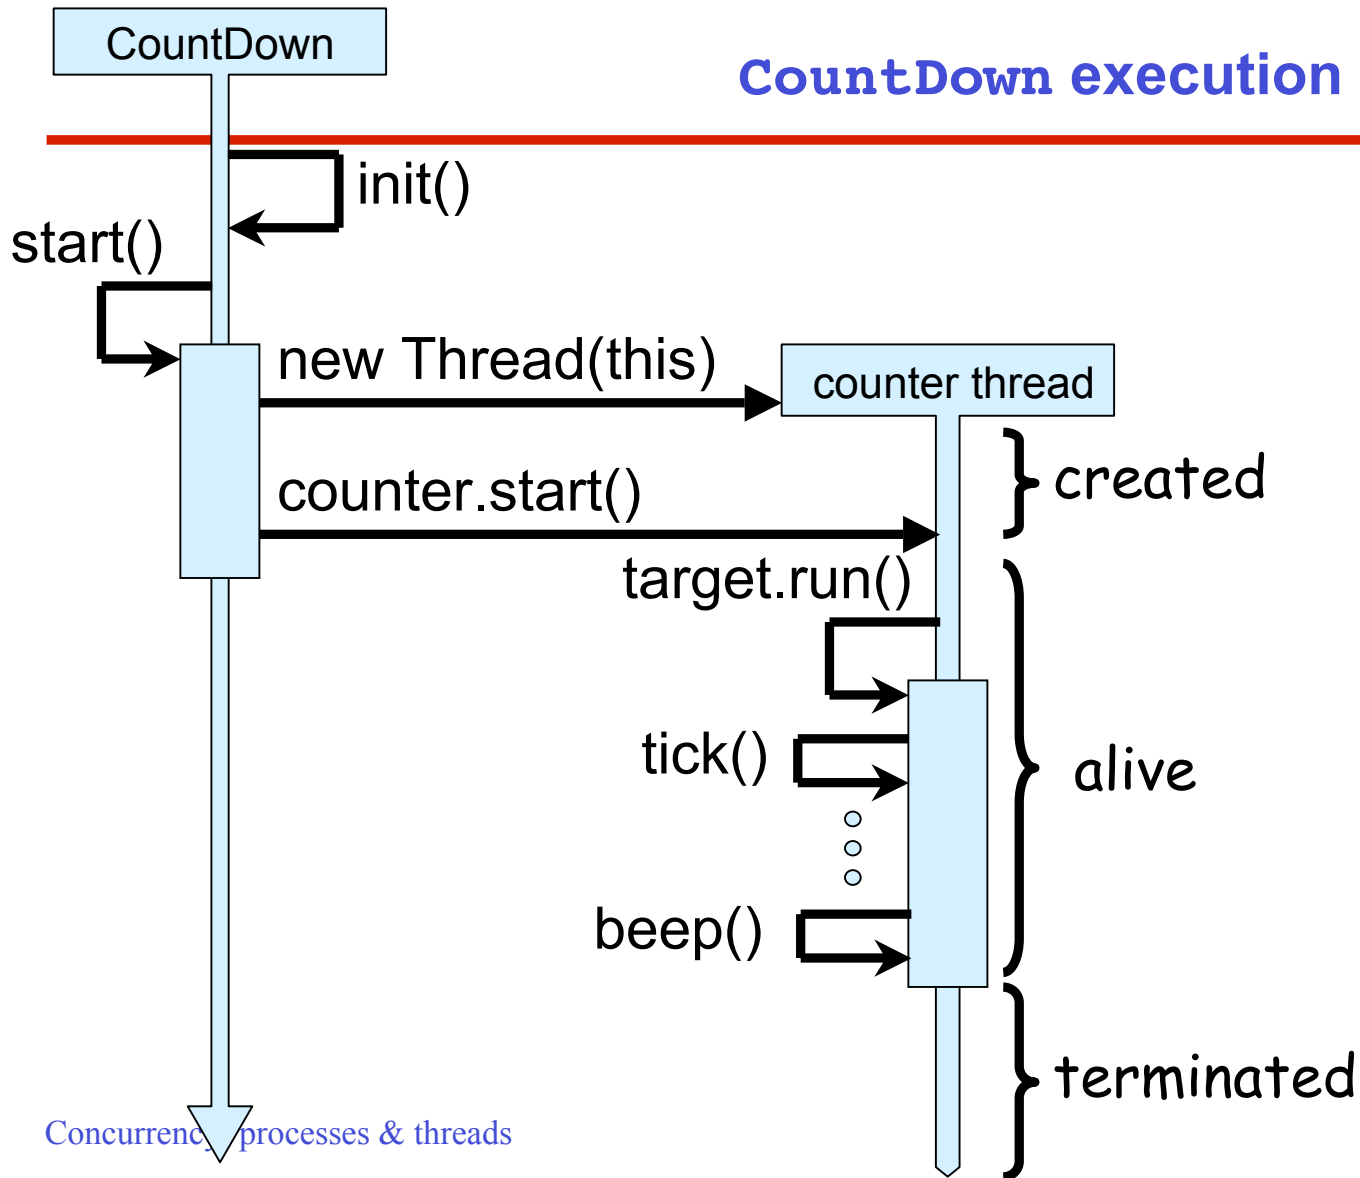 CountDown
CountDown execution
init()
start()
new Thread(this)
counter thread
created
counter.start()
target.run()
tick()
alive
beep()
terminated
Concurrency: processes & threads